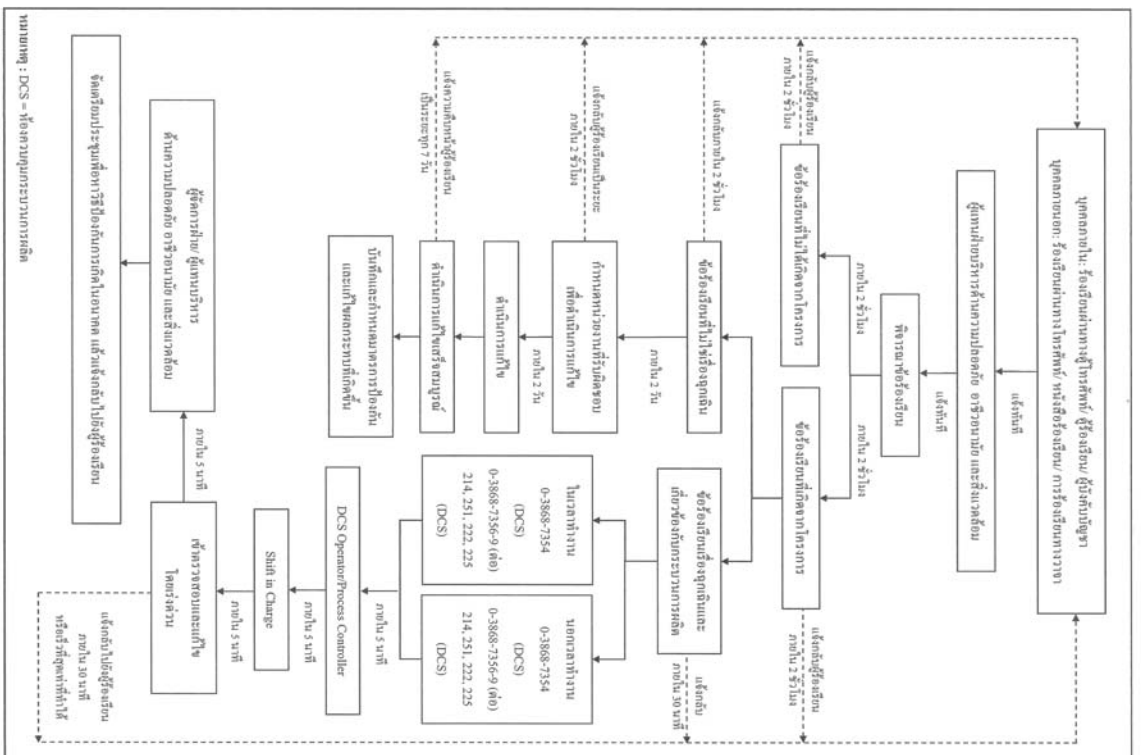 บุคคลภายใน: ร้องเรียนผ่านทางตู้โทรศัพท์/ ตู้ร้องเรียน/ ผู้บังคับบัญชา
บุคคลภายนอก: ร้องเรียนผ่านทางโทรศัพท์/ หนังสือร้องเรียน/ การร้องเรียนทางวาจา
แจ้งทันที
ผู้แทนฝ่ายบริหารด้านความปลอดภัย อาชีวอนามัย และสิ่งแวดล้อม
แจ้งทันที
พิจารณาข้อร้องเรียน
ภายใน 2 ชั่วโมง
ภายใน 2 ชั่วโมง
แจ้งกลับผู้ร้องเรียน
ภายใน 2 ชั่วโมง
ข้อร้องเรียนที่ไม่ได้เกิดจากโครงการ
ข้อร้องเรียนที่เกิดจากโครงการ
แจ้งกลับผู้ร้องเรียน
ภายใน 2 ชั่วโมง
แจ้งกลับภายใน 2 ชั่วโมง
ข้อร้องเรียนที่ไม่ใช่เรื่องฉุกเฉิน
ข้อร้องเรียนเรื่องฉุกเฉินและ
เกี่ยวข้องกับกระบวนการผลิต
แจ้งกลับ
ภายใน 30 นาที
ภายใน 2 วัน
แจ้งกลับผู้ร้องเรียนเป็นระยะ
ภายใน 2 ชั่วโมง
กำหนดหน่วยงานที่รับผิดชอบ
เพื่อดำเนินการแก้ไข
ภายใน 2 วัน
ดำเนินการแก้ไข
แจ้งความคืบหน้าผู้ร้องเรียน
เป็นระยะทุก 7 วัน
ดำเนินการแก้ไขเสร็จสมบูรณ์
บันทึกและกำหนดมาตรการป้องกัน
และแก้ไขผลกระทบที่เกิดขึ้น
ในเวลาทำงาน
0-3868-7354
(DCS)
0-3868-7356-9 (ต่อ)
214, 251, 222, 225
(DCS)
นอกเวลาทำงาน
0-3868-7354
(DCS)
0-3868-7356-9 (ต่อ)
214, 251, 222, 225
(DCS)
ภายใน 5 นาที
DCS Operator/Process Controller
ภายใน 5 นาที
Shift in Charge
ภายใน 5 นาที
เข้าตรวจสอบและแก้ไข
โดยเร่งด่วน
แจ้งกลับไปยังผู้ร้องเรียน
ภายใน 30 นาที
หรือเร็วที่สุดเท่าที่ทำได้
ภายใน 5 นาที
ผู้จัดการฝ่าย/ ผู้แทนบริหาร
ด้านความปลอดภัย อาชีวอนามัย และสิ่งแวดล้อม
จัดเตรียมประชุมเพื่อหาวิธีป้องกันการเกิดในอนาคต แล้วแจ้งกลับไปยังผู้ร้องเรียน
หมายเหตุ : DCS = ห้องควบคุมกระบวนการผลิต